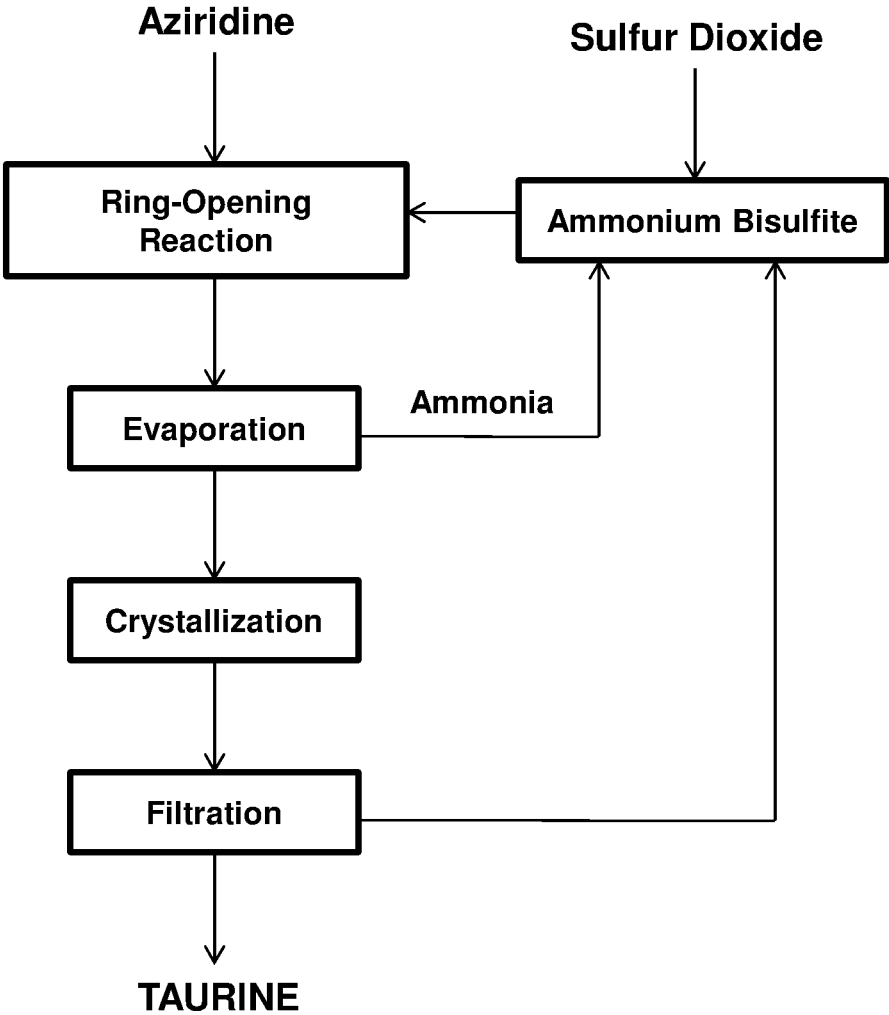 Aziridine
Sulfur Dioxide
Ring-Opening
Reaction
Ammonium Bisulfite
Ammonia
Evaporation
Crystallization
Filtration
TAURINE